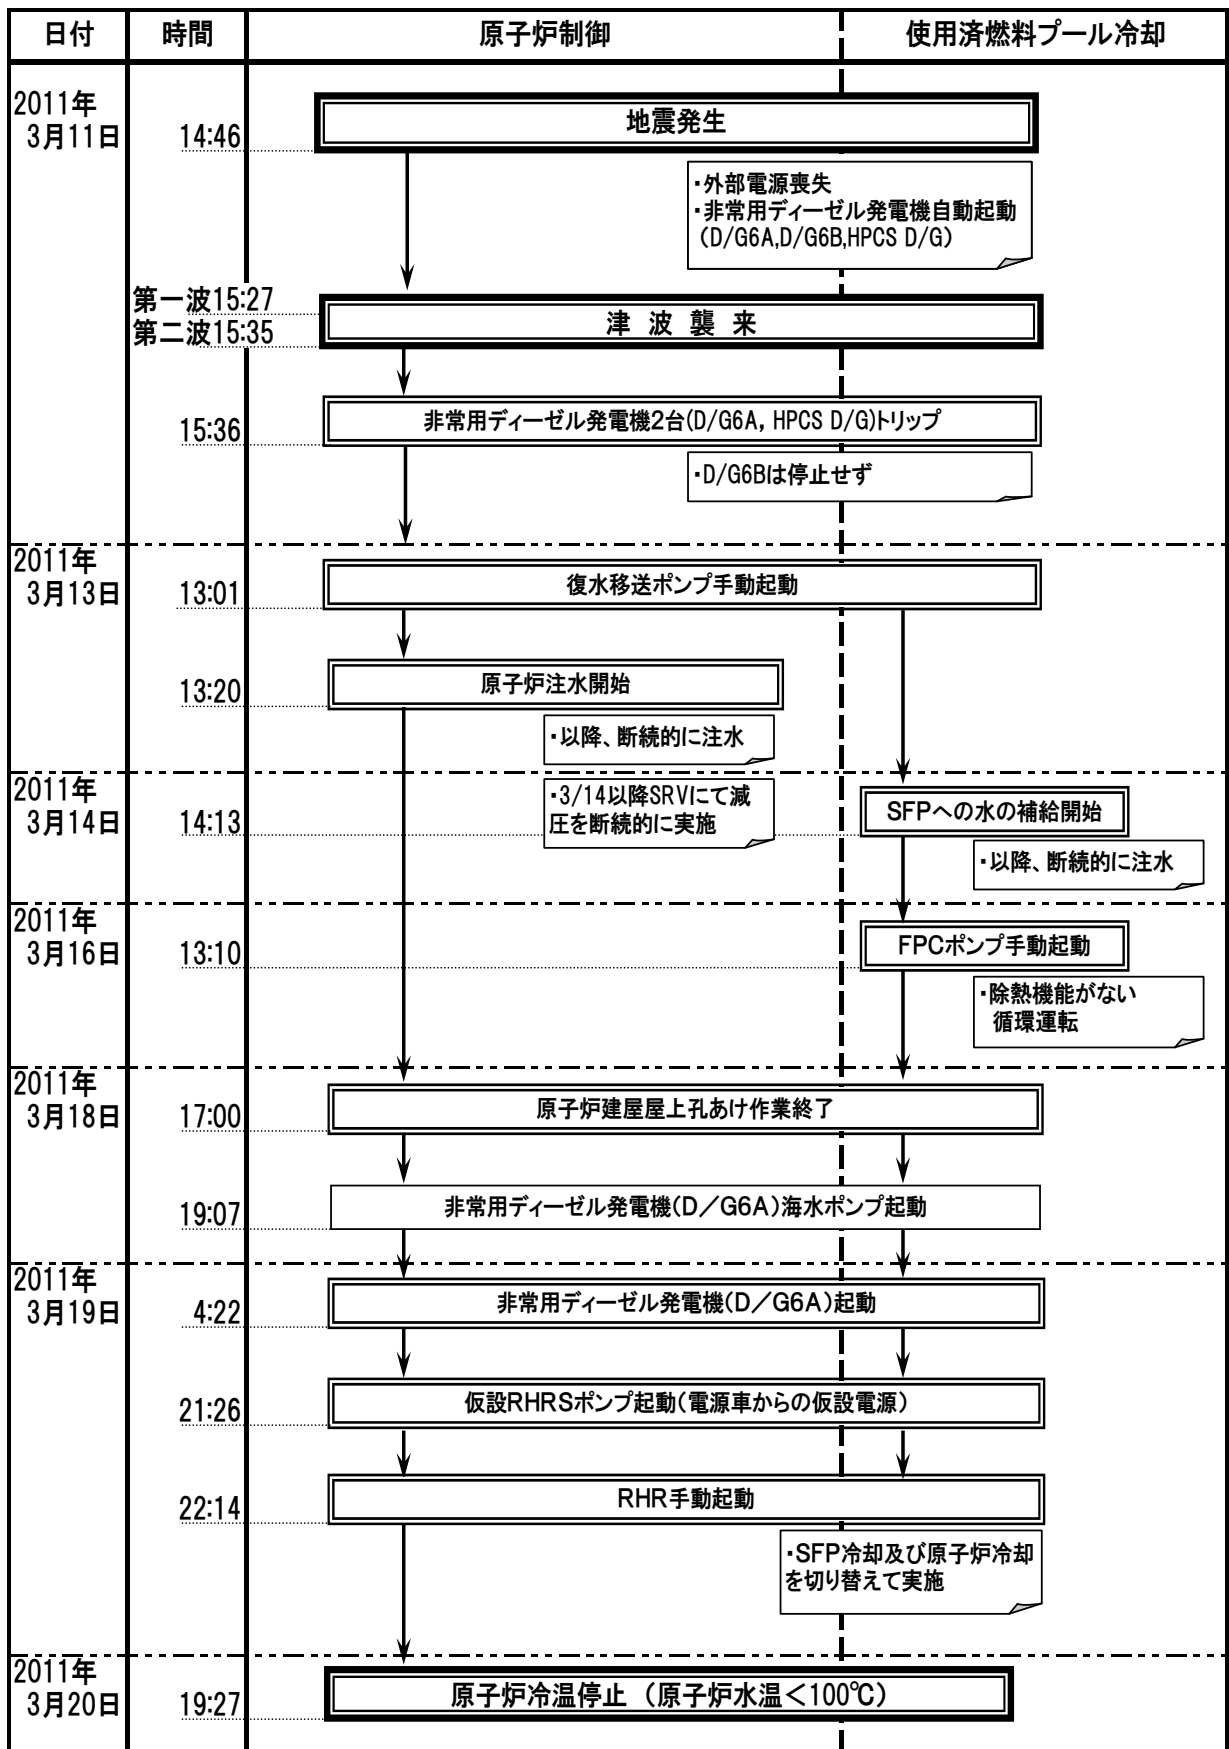 日付 時間 原子炉制御 使用済燃料プール冷却
2011年
3月11日 14:46 地震発生
・外部電源喪失
・非常用ディーゼル発電機自動起動
(D/G6A,D/G6B,HPCS D/G)
第一波15:27
第二波15:35
津波襲来
15:36 非常用ディーゼル発電機2台(D/G6A, HPCS D/G)トリップ
・D/G6Bは停止せず
2011年
3月13日 13:01 復水移送ポンプ手動起動
13:20 原子炉注水開始
・以降、断続的に注水
2011年
3月14日 14:13 SFPへの水の補給開始
・3/14以降SRVにて減
圧を断続的に実施
・以降、断続的に注水
2011年
3月16日 13:10 FPCポンプ手動起動
・除熱機能がない
循環運転
2011年
3月18日 17:00 原子炉建屋屋上孔あけ作業終了
19:07 非常用ディーゼル発電機(D/G6A)海水ポンプ起動
2011年
3月19日 4:22 非常用ディーゼル発電機(D/G6A)起動
21:26 仮設RHRSポンプ起動(電源車からの仮設電源)
22:14 RHR手動起動
・SFP冷却及び原子炉冷却
を切り替えて実施
2011年
3月20日 19:27 原子炉冷温停止 (原子炉水温<100℃)